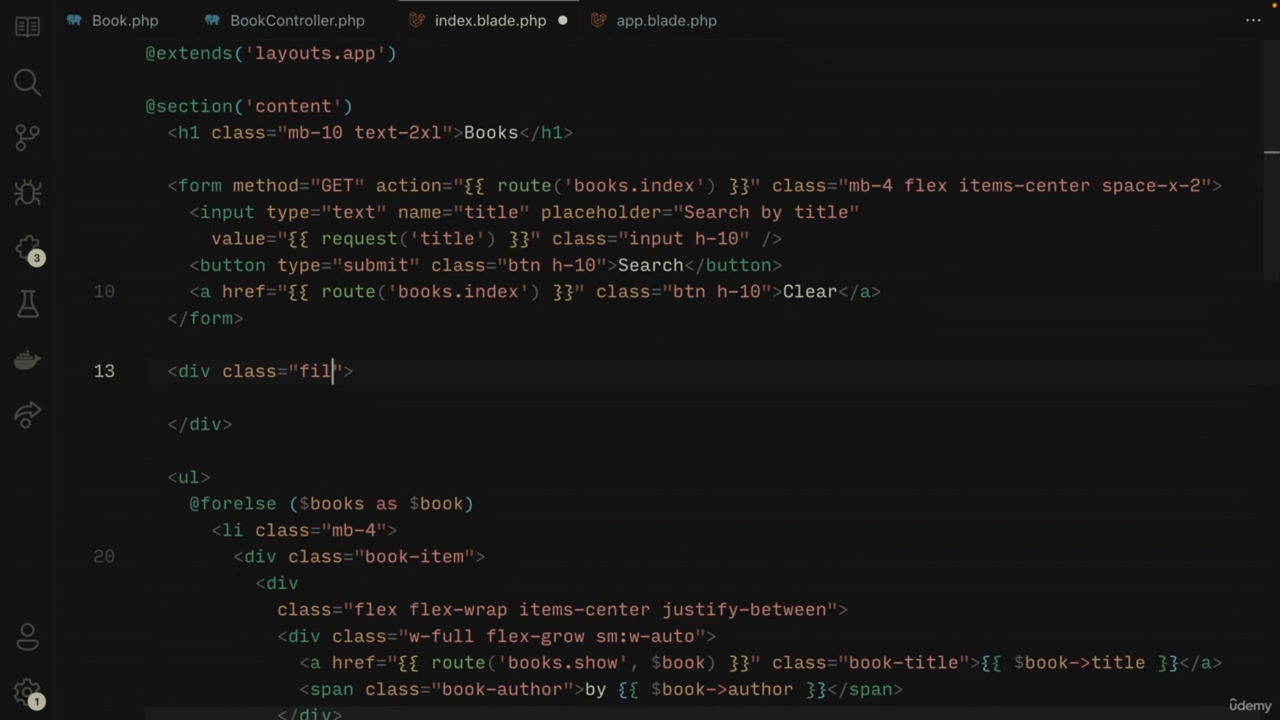 Book.php BookController.php index.blade.php app.blade.php ...
@extends('layouts.app')
@section('content')
<h1 class="mb-10 text-2xl">Books</h1>
<form method="GET" action="{{ route('books.index') }}" class="mb-4 flex items-center space-x-2">
<input type="text" name="title" placeholder="Search by title"
value="{{ request('title') }}" class="input h-10" />
<button type="submit" class="btn h-10">Search</button>
10 <a href="{{ route('books.index') }}" class="btn h-10">Clear</a>
</form>
13 <div class="fil">
</div>
<ul>
@forelse ($books as $book)
<li class="mb-4">
20 <div class="book-item">
<div
class="flex flex-wrap items-center justify-between">
<div class="w-full flex-grow sm:w-auto">
<a href="{{ route('books.show', $book) }}" class="book-title">{{ $book->title }}</a>
<span class="book-author">by {{ $book->author }}</span>
</div>
3
1
ûdemy